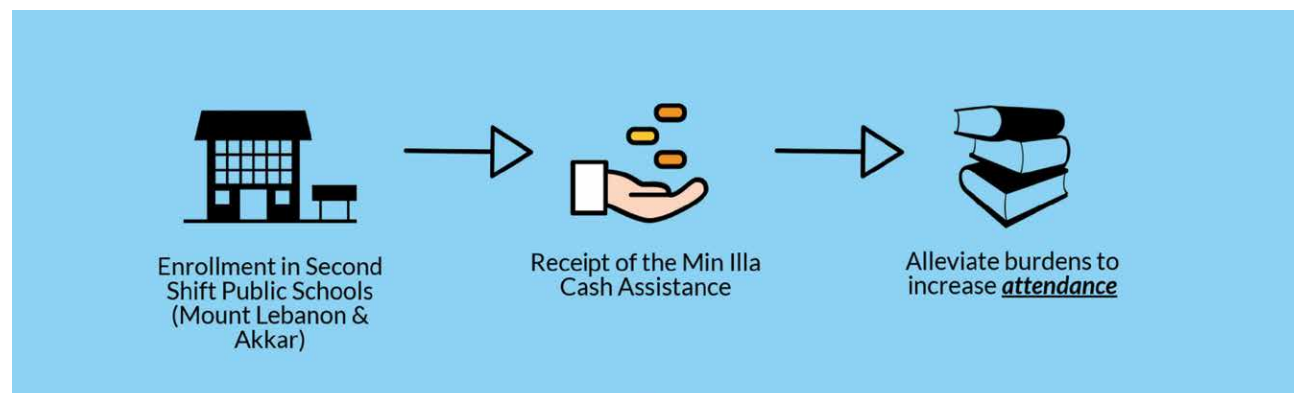 Enrollment in Second
Shift Public Schools
(Mount Lebanon &
Akkar)
Receipt of the Min Illa
Cash Assistance
Alleviate burdens to
increase attendance